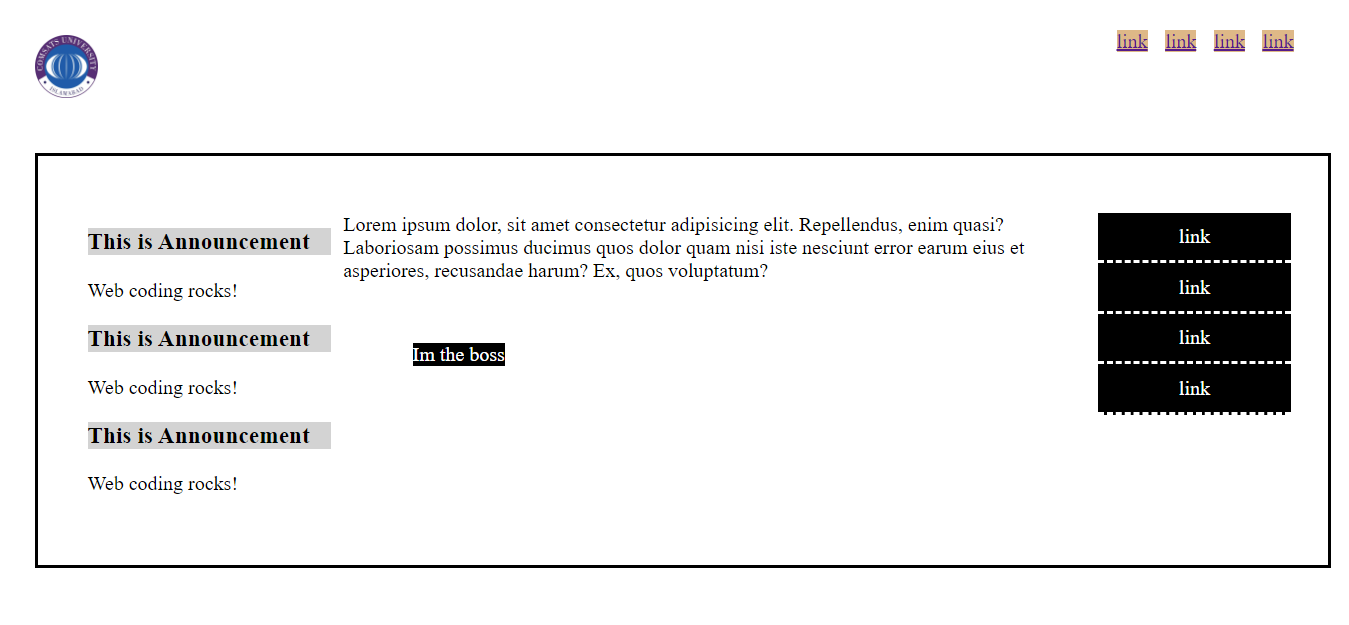 COMSATS UNIVERSITY
ISLAMABAD
link link link link
This is Announcement
Web coding rocks!
This is Announcement
Web coding rocks!
This is Announcement
Web coding rocks!
Lorem ipsum dolor, sit amet consectetur adipisicing elit. Repellendus, enim quasi?
Laboriosam possimus ducimus quos dolor quam nisi iste nesciunt error earum eius et
asperiores, recusandae harum? Ex, quos voluptatum?
Im the boss
link
link
link
link